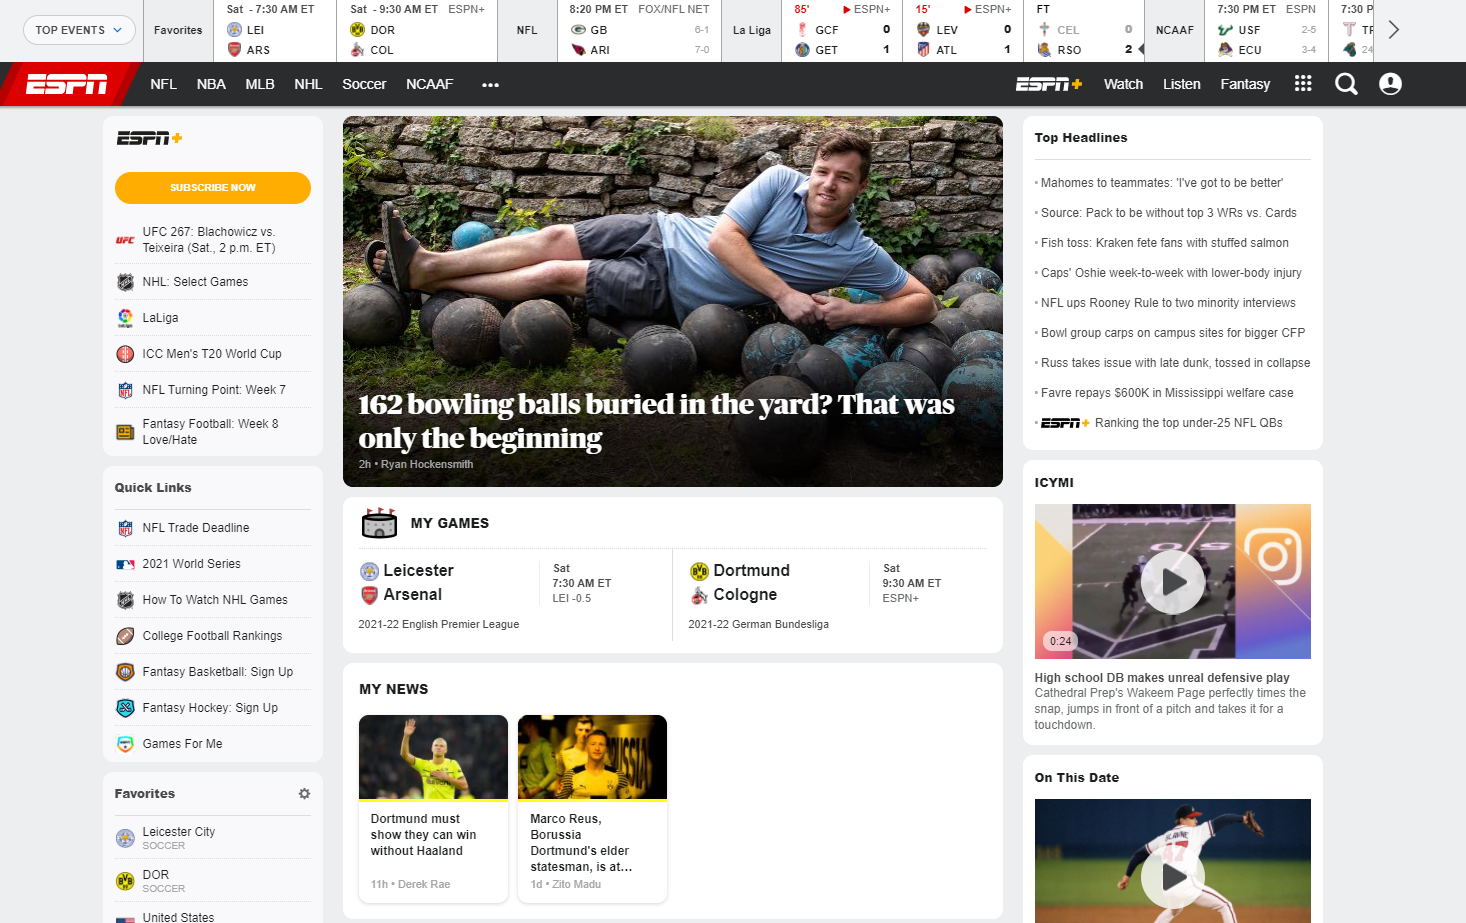 TOP EVENTS
Favorites
Sat - 7:30 AM ET
LEI
ARS
Sat - 9:30 AM ET ESPN+
DOR
COL
NFL
8:20 PM ET FOX/NFL NET
GB 6-1
ARI 7-0
La Liga
85' ESPN+
GCF 0
GET 1
15' ESPN+
LEV 0
ATL 1
FT
CEL 0
RSO 2
NCAAF
7:30 PM ET ESPN
USF 2-5
ECU 3-4
7:30 P
24
ESPN
NFL NBA MLB NHL Soccer NCAAF
ESPN+ Watch Listen Fantasy
ESPN+
SUBSCRIBE NOW
UFC
UFC 267: Blachowicz vs.
Teixeira (Sat., 2 p.m. ET)
NHL: Select Games
LaLiga
ICC Men's T20 World Cup
NFL Turning Point: Week 7
Fantasy Football: Week 8
Love/Hate
Quick Links
NFL Trade Deadline
2021 World Series
How To Watch NHL Games
College Football Rankings
Fantasy Basketball: Sign Up
Fantasy Hockey: Sign Up
Games For Me
Favorites
Leicester City
SOCCER
DOR
SOCCER
United States
162 bowling balls buried in the yard? That was
only the beginning
2h • Ryan Hockensmith
MY GAMES
Leicester
Arsenal
Sat
7:30 AM ET
LEI -0.5
2021-22 English Premier League
Dortmund
Cologne
Sat
9:30 AM ET
ESPN+
2021-22 German Bundesliga
MY NEWS
Dortmund must
show they can win
without Haaland
11h • Derek Rae
Marco Reus,
Borussia
Dortmund's elder
statesman, is at…
1d • Zito Madu
Top Headlines
Mahomes to teammates: 'I've got to be better'
Source: Pack to be without top 3 WRs vs. Cards
Fish toss: Kraken fete fans with stuffed salmon
Caps' Oshie week-to-week with lower-body injury
NFL ups Rooney Rule to two minority interviews
Bowl group carps on campus sites for bigger CFP
Russ takes issue with late dunk, tossed in collapse
Favre repays $600K in Mississippi welfare case
ESPN+ Ranking the top under-25 NFL QBs
ICYMI
0:24
High school DB makes unreal defensive play
Cathedral Prep's Wakeem Page perfectly times the
snap, jumps in front of a pitch and takes it for a
touchdown.
On This Date